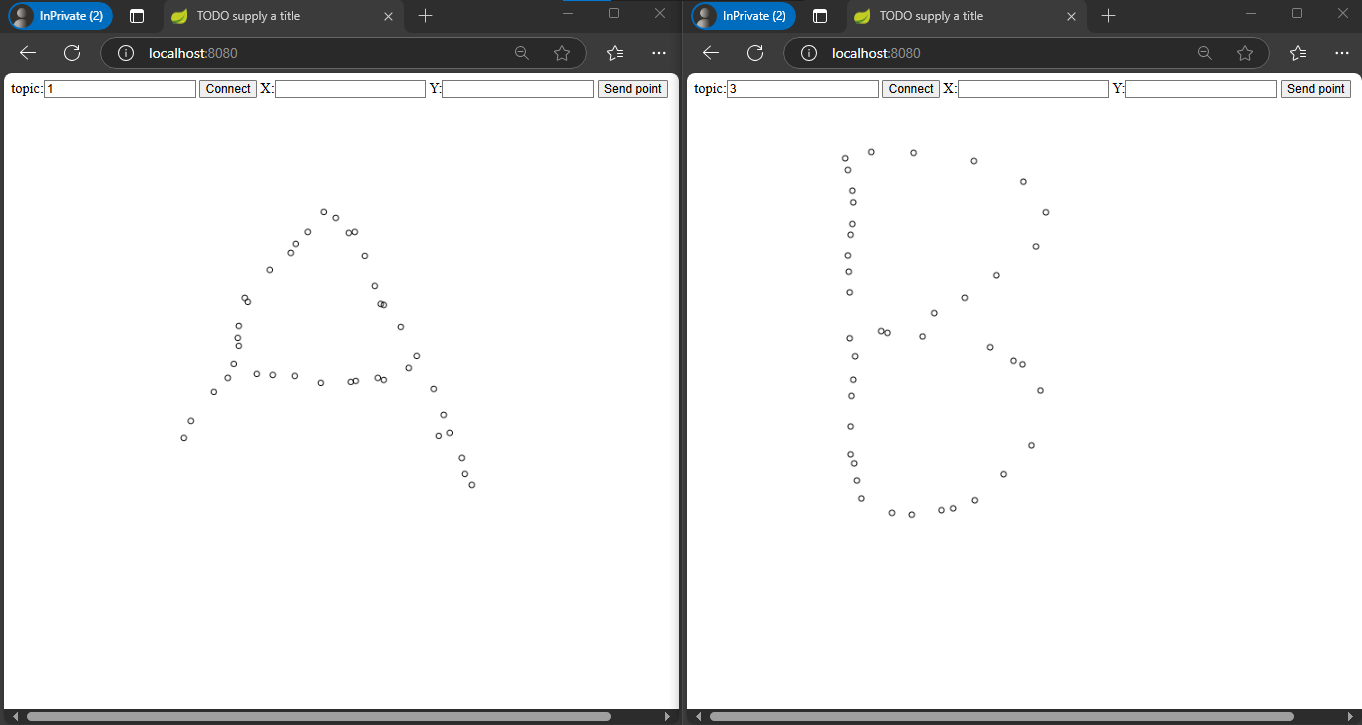 InPrivate (2) TODO supply a title
localhost:8080
topic:1 Connect X: Y: Send point
A
InPrivate (2) TODO supply a title
localhost:8080
topic:3 Connect X: Y: Send point
B